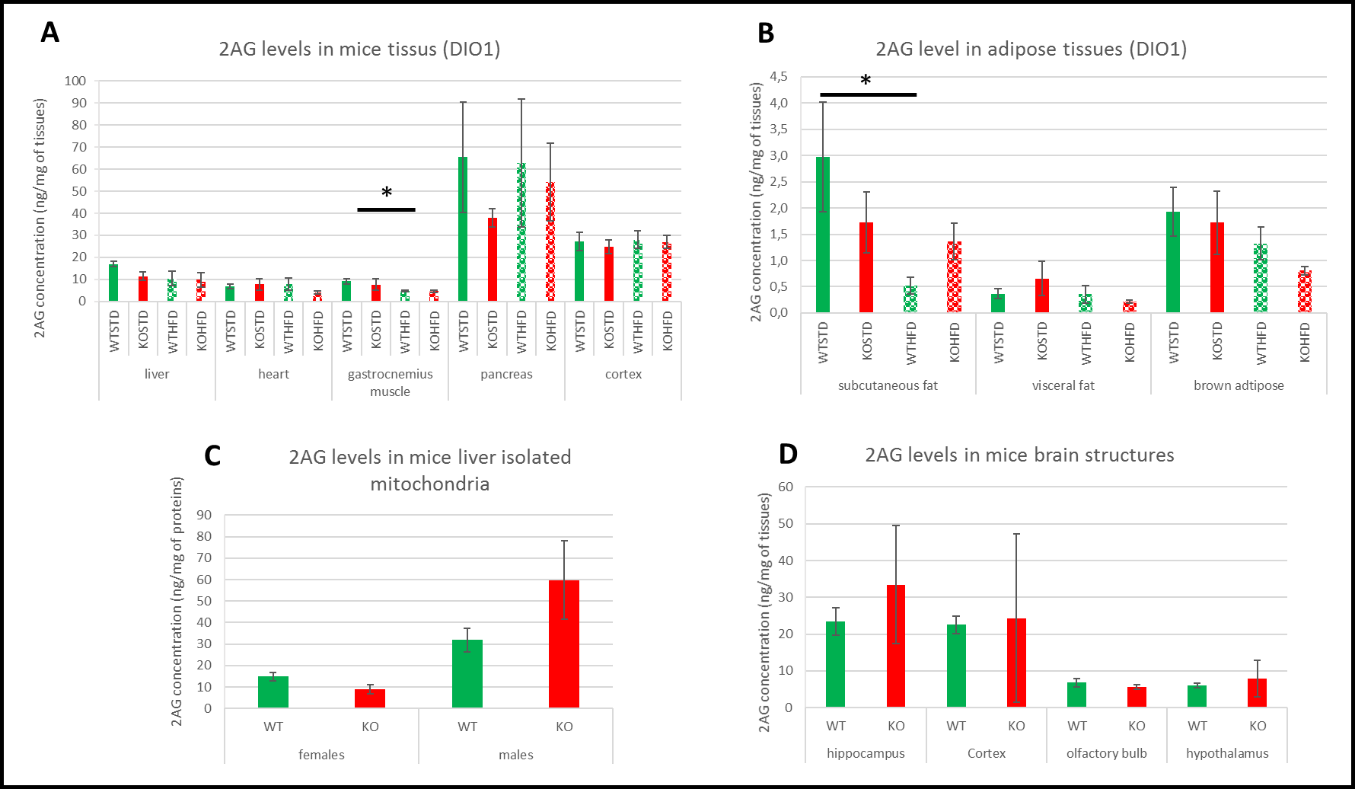 A
2AG levels in mice tissus (DIO1)
2AG concentration (ng/mg of tissues)
100
90
80
70
60
50
40
30
20
10
0
*
WTSTD KOSTD WTHFD KOHFD WTSTD KOSTD WTHFD KOHFD WTSTD KOSTD WTHFD KOHFD WTSTD KOSTD WTHFD KOHFD WTSTD KOSTD WTHFD KOHFD
liver heart gastrocnemius muscle pancreas cortex
B
2AG level in adipose tissues (DIO1)
2AG concentration (ng/mg of tissues)
4,5
4,0
3,5
3,0
2,5
2,0
1,5
1,0
0,5
0,0
*
WTSTD KOSTD WTHFD KOHFD WTSTD KOSTD WTHFD KOHFD WTSTD KOSTD WTHFD KOHFD
subcutaneous fat visceral fat brown adtipose
C
2AG levels in mice liver isolated
mitochondria
2AG concentration (ng/mg of proteins)
90
80
70
60
50
40
30
20
10
0
WT KO WT KO
females males
D
2AG levels in mice brain structures
2AG concentration (ng/mg of tissues)
60
50
40
30
20
10
0
WT KO WT KO WT KO WT KO
hippocampus Cortex olfactory bulb hypothalamus